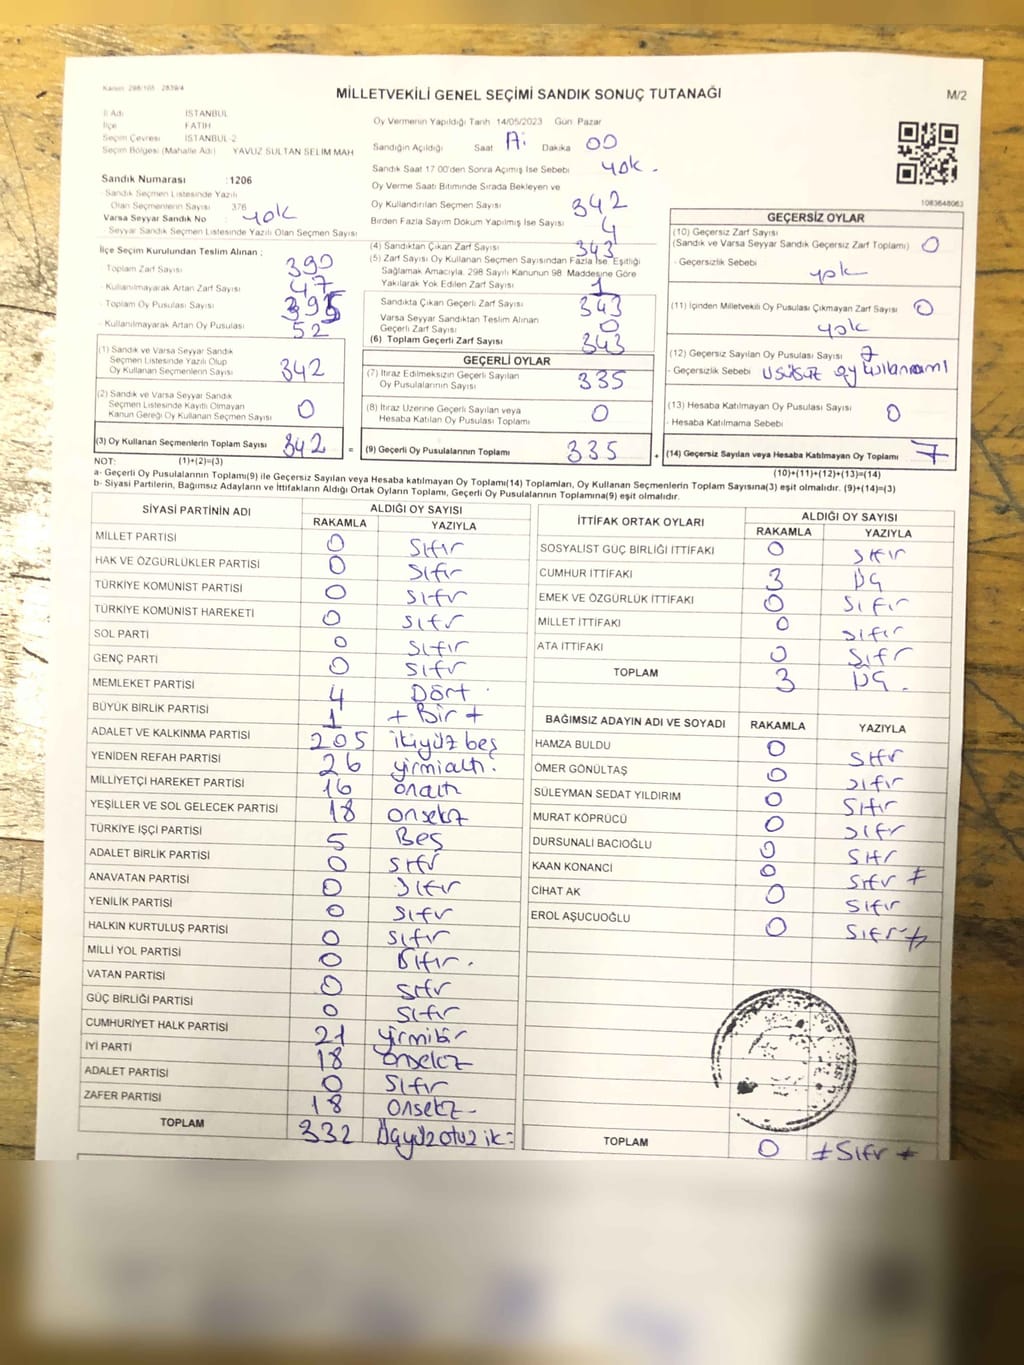 Kanun 298/105 2839/4
MİLLETVEKİLİ GENEL SEÇİMİ SANDIK SONUÇ TUTANAĞI
M/2
İl Adı İSTANBUL
İlçe FATİH
Seçim Çevresi İSTANBUL-2
Seçim Bölgesi (Mahalle Adı) YAVUZ SULTAN SELİM MAH
Sandık Numarası :1206
Sandık Seçmen Listesinde Yazılı
Olan Seçmenlerin Sayısı 376
Varsa Seyyar Sandık No : yok
Seyyar Sandık Seçmen Listesinde Yazılı Olan Seçmen Sayısı
İlçe Seçim Kurulundan Teslim Alınan ;
Toplam Zarf Sayısı 390
Kullanılmayarak Artan Zarf Sayısı 47
Toplam Oy Pusulası Sayısı 395
Kullanılmayarak Artan Oy Pusulası 52
Oy Vermenin Yapıldığı Tarih 14/05/2023 Gün Pazar
Sandığın Açıldığı Saat Dakika 00
Sandık Saat 17 00'den Sonra Açımış İse Sebebi yok.
Oy Verme Saati Bitiminde Sırada Bekleyen ve
Oy Kullandırılan Seçmen Sayısı 342
Birden Fazla Sayım Döküm Yapılmış İse Sayısı 4
(4) Sandıktan Çıkan Zarf Sayısı 343
(5) Zarf Sayısı Oy Kullanan Seçmen Sayısından Fazla İse, Eşitliği
Sağlamak Amacıyla, 298 Sayılı Kanunun 98 Maddesine Göre
Yakılarak Yok Edilen Zarf Sayısı 1
Sandıkta Çıkan Geçerli Zarf Sayısı 343
Varsa Seyyar Sandıktan Teslim Alınan
Geçerli Zarf Sayısı 0
(6) Toplam Geçerli Zarf Sayısı 343
1083648063
GEÇERSİZ OYLAR
(10) Geçersiz Zarf Sayısı
(Sandık ve Varsa Seyyar Sandık Geçersiz Zarf Toplamı) 0
- Geçersizlik Sebebi yok
(11) İçinden Milletvekili Oy Pusulası Çıkmayan Zarf Sayısı 0
yok
(12) Geçersiz Sayılan Oy Pusulası Sayısı 7
- Geçersizlik Sebebi usulsüz oy kullanımı
(13) Hesaba Katılmayan Oy Pusulası Sayısı 0
- Hesaba Katılmama Sebebi
(14) Geçersiz Sayılan veya Hesaba Katılmayan Oy Toplamı 7
(10)+(11)+(12)+(13)=(14)
(1) Sandık ve Varsa Seyyar Sandık
Seçmen Listesinde Yazılı Olup
Oy Kullanan Seçmenlerin Sayısı 342
(2) Sandık ve Varsa Seyyar Sandık
Seçmen Listesinde Kayıtlı Olmayan
Kanun Gereği Oy Kullanan Seçmen Sayısı 0
(3) Oy Kullanan Seçmenlerin Toplam Sayısı 342 =
(1)+(2)=(3)
GEÇERLİ OYLAR
(7) İtiraz Edilmeksizin Geçerli Sayılan
Oy Pusulalarının Sayısı 335
(8) İtiraz Üzerine Geçerli Sayılan veya
Hesaba Katılan Oy Pusulası Toplamı 0
(9) Geçerli Oy Pusulalarının Toplamı 335 +
NOT:
a- Geçerli Oy Pusulalarının Toplamı(9) ile Geçersiz Sayılan veya Hesaba katılmayan Oy Toplamı(14) Toplamları, Oy Kullanan Seçmenlerin Toplam Sayısına(3) eşit olmalıdır. (9)+(14)=(3)
b- Siyasi Partilerin, Bağımsız Adayların ve İttifakların Aldığı Ortak Oyların Toplamı, Geçerli Oy Pusulalarının Toplamına(9) eşit olmalıdır.
SİYASİ PARTİNİN ADI ALDIĞI OY SAYISI
RAKAMLA YAZIYLA
MİLLET PARTİSİ 0 Sıfır
HAK VE ÖZGÜRLÜKLER PARTİSİ 0 Sıfır
TÜRKİYE KOMÜNİST PARTİSİ 0 Sıfır
TÜRKİYE KOMÜNİST HAREKETİ 0 Sıfır
SOL PARTİ 0 Sıfır
GENÇ PARTİ 0 Sıfır
MEMLEKET PARTİSİ 4 Dört
BÜYÜK BİRLİK PARTİSİ 1 + Bir +
ADALET VE KALKINMA PARTİSİ 205 ikiyüz beş
YENİDEN REFAH PARTİSİ 26 yirmialtı.
MİLLİYETÇİ HAREKET PARTİSİ 16 onaltı
YEŞİLLER VE SOL GELECEK PARTİSİ 18 onsekiz
TÜRKİYE İŞÇİ PARTİSİ 5 Beş
ADALET BİRLİK PARTİSİ 0 Sıfır
ANAVATAN PARTİSİ 0 Sıfır
YENİLİK PARTİSİ 0 Sıfır
HALKIN KURTULUŞ PARTİSİ 0 Sıfır
MİLLİ YOL PARTİSİ 0 Sıfır.
VATAN PARTİSİ 0 Sıfır
GÜÇ BİRLİĞİ PARTİSİ 0 Sıfır
CUMHURİYET HALK PARTİSİ 21 yirmibir
İYİ PARTİ 18 onsekiz
ADALET PARTİSİ 0 Sıfır
ZAFER PARTİSİ 18 Onsekiz-
TOPLAM 332 Üçyüzotuziki
İTTİFAK ORTAK OYLARI ALDIĞI OY SAYISI
RAKAMLA YAZIYLA
SOSYALİST GÜÇ BİRLİĞİ İTTİFAKI 0 Sıfır
CUMHUR İTTİFAKI 3 Üç
EMEK VE ÖZGÜRLÜK İTTİFAKI 0 Sıfır
MİLLET İTTİFAKI 0 Sıfır
ATA İTTİFAKI 0 Sıfır
TOPLAM 3 Üç.
BAĞIMSIZ ADAYIN ADI VE SOYADI RAKAMLA YAZIYLA
HAMZA BULDU 0 Sıfır
ÖMER GÖNÜLTAŞ 0 Sıfır
SÜLEYMAN SEDAT YILDIRIM 0 Sıfır
MURAT KÖPRÜCÜ 0 Sıfır
DURSUNALİ BACIOĞLU 0 Sıfır
KAAN KONANCİ 0 Sıfır
CİHAT AK 0 Sıfır
EROL AŞUCUOĞLU 0 Sıfır
TOPLAM 0 Sıfır